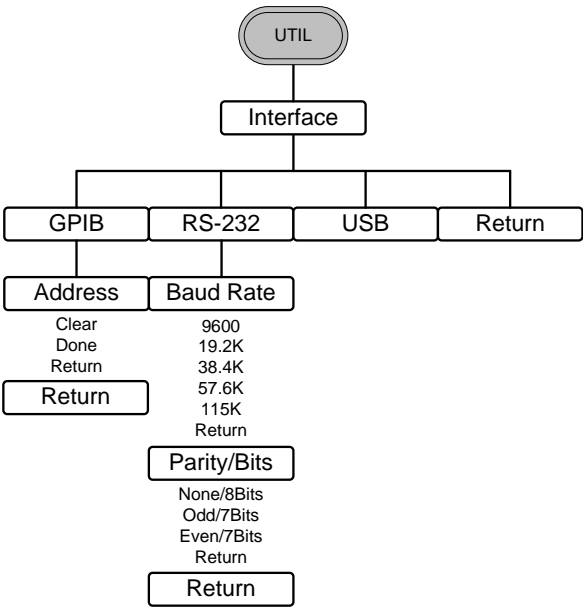 UTIL
Interface
GPIB
RS-232
USB
Return
Address
Clear
Done
Return
Return
Baud Rate
9600
19.2K
38.4K
57.6K
115K
Return
Parity/Bits
None/8Bits
Odd/7Bits
Even/7Bits
Return
Return